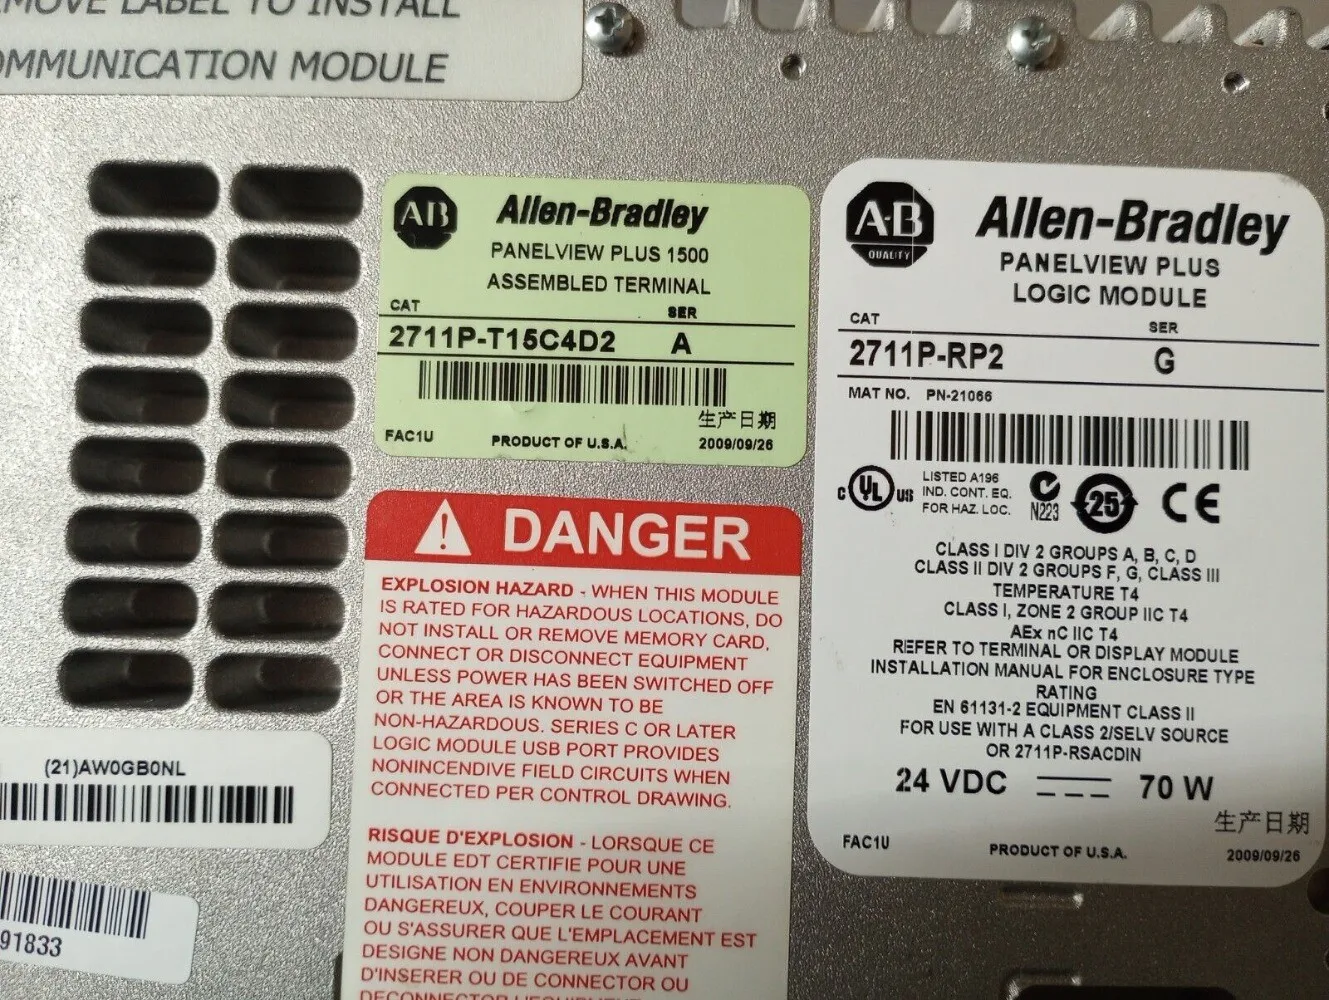 MOVE LABEL TO INSTALL
OMMUNICATION MODULE
AB
Allen-Bradley
PANELVIEW PLUS 1500
ASSEMBLED TERMINAL
CAT SER
2711P-T15C4D2 A
生产日期
FAC1U PRODUCT OF U.S.A. 2009/09/26
A·B
QUALITY
Allen-Bradley
PANELVIEW PLUS
LOGIC MODULE
CAT SER
2711P-RP2 G
MAT NO. PN-21066
C UL US
LISTED A196
IND. CONT. EQ.
FOR HAZ. LOC.
N223
25
CE
CLASS I DIV 2 GROUPS A, B, C, D
CLASS II DIV 2 GROUPS F, G, CLASS III
TEMPERATURE T4
CLASS I, ZONE 2 GROUP IIC T4
AEx nC IIC T4
REFER TO TERMINAL OR DISPLAY MODULE
INSTALLATION MANUAL FOR ENCLOSURE TYPE
RATING
EN 61131-2 EQUIPMENT CLASS II
FOR USE WITH A CLASS 2/SELV SOURCE
OR 2711P-RSACDIN
24 VDC 70 W
生产日期
FAC1U PRODUCT OF U.S.A. 2009/09/26
DANGER
EXPLOSION HAZARD - WHEN THIS MODULE
IS RATED FOR HAZARDOUS LOCATIONS, DO
NOT INSTALL OR REMOVE MEMORY CARD,
CONNECT OR DISCONNECT EQUIPMENT
UNLESS POWER HAS BEEN SWITCHED OFF
OR THE AREA IS KNOWN TO BE
NON-HAZARDOUS. SERIES C OR LATER
LOGIC MODULE USB PORT PROVIDES
NONINCENDIVE FIELD CIRCUITS WHEN
CONNECTED PER CONTROL DRAWING.
RISQUE D'EXPLOSION - LORSQUE CE
MODULE EDT CERTIFIE POUR UNE
UTILISATION EN ENVIRONNEMENTS
DANGEREUX, COUPER LE COURANT
OU S'ASSURER QUE L'EMPLACEMENT EST
DESIGNE NON DANGEREUX AVANT
D'INSERER OU DE CONNECTOR OU
(21)AW0GB0NL
91833